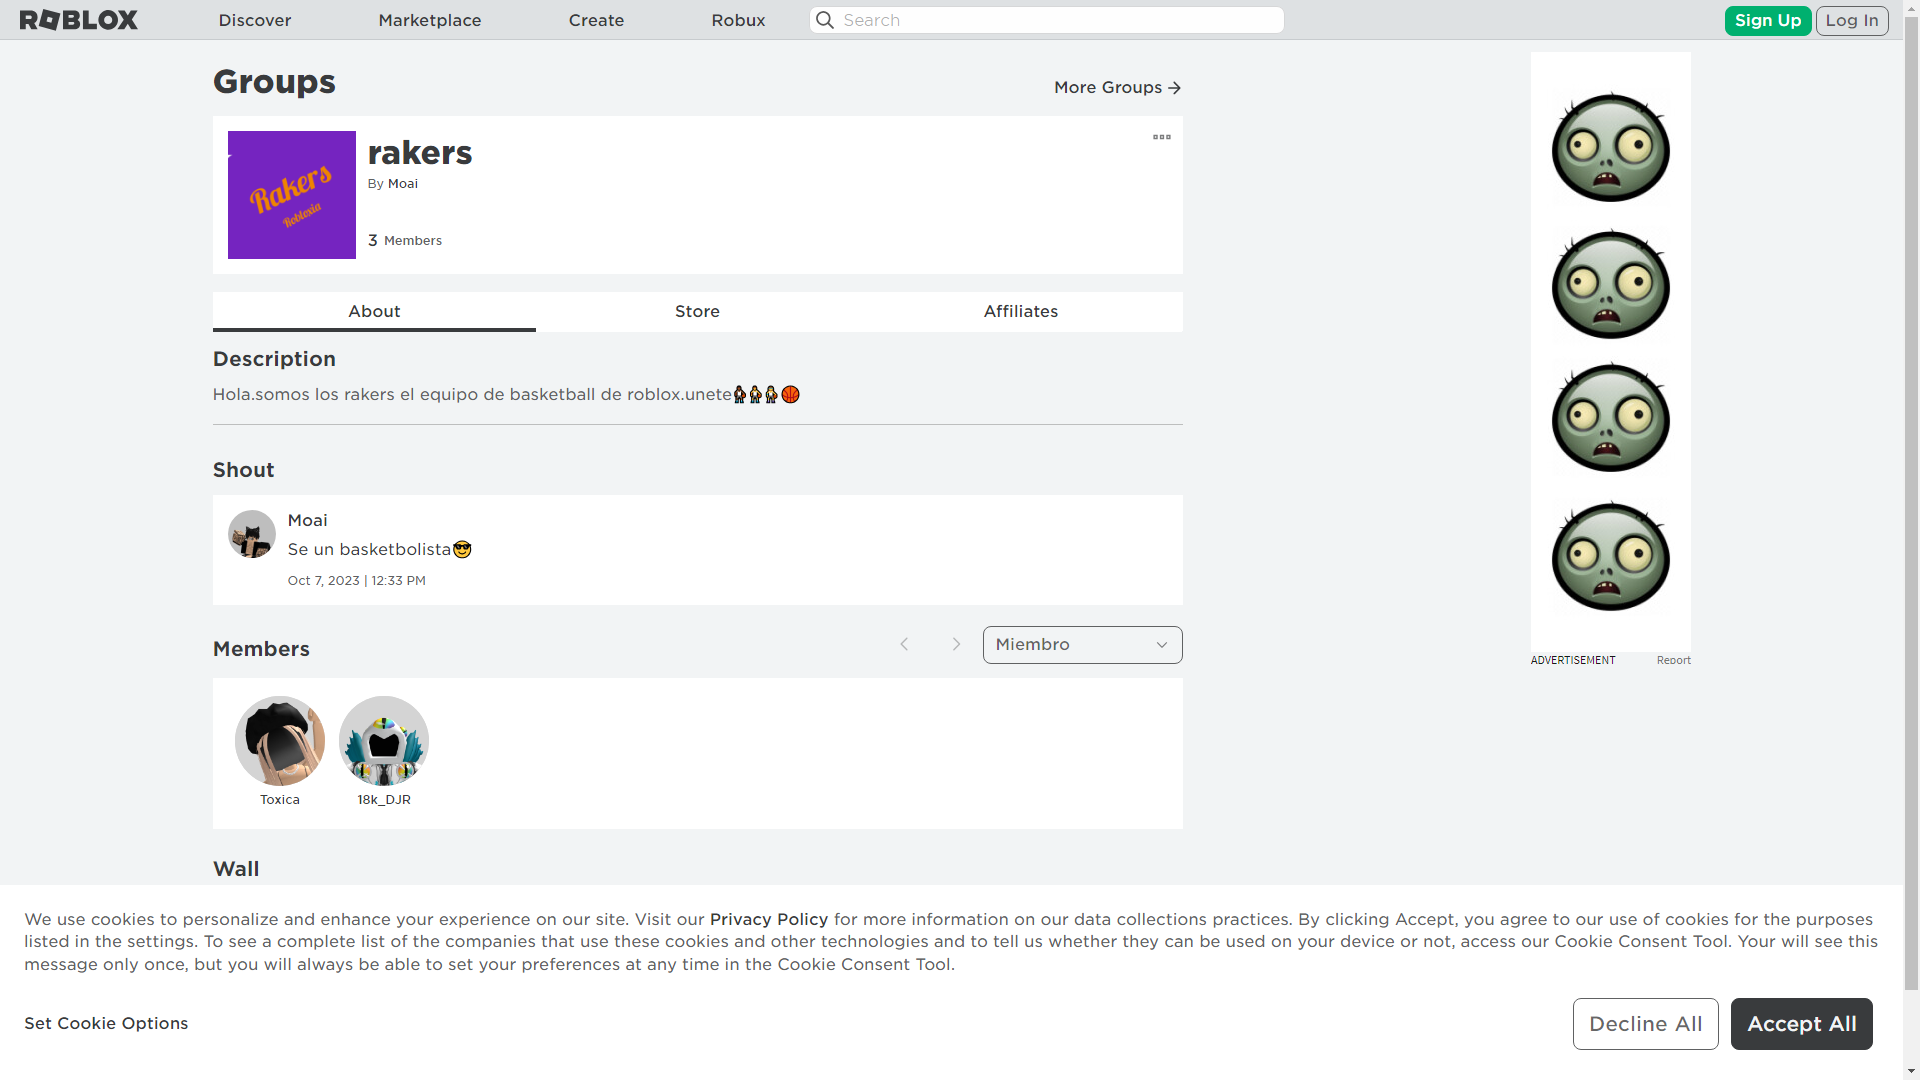 ROBLOX
Discover
Marketplace
Create
Robux
Search
Sign Up
Log In
Groups
More Groups
Rakers
Robloxia
rakers
By Moai
3 Members
About
Store
Affiliates
Description
Hola.somos los rakers el equipo de basketball de roblox.unete⛹🏿⛹🏼⛹🏽🏀
Shout
Moai
Se un basketbolista😎
Oct 7, 2023 | 12:33 PM
Members
Miembro
Toxica
18k_DJR
Wall
ADVERTISEMENT
Report
We use cookies to personalize and enhance your experience on our site. Visit our Privacy Policy for more information on our data collections practices. By clicking Accept, you agree to our use of cookies for the purposes
listed in the settings. To see a complete list of the companies that use these cookies and other technologies and to tell us whether they can be used on your device or not, access our Cookie Consent Tool. Your will see this
message only once, but you will always be able to set your preferences at any time in the Cookie Consent Tool.
Set Cookie Options
Decline All
Accept All